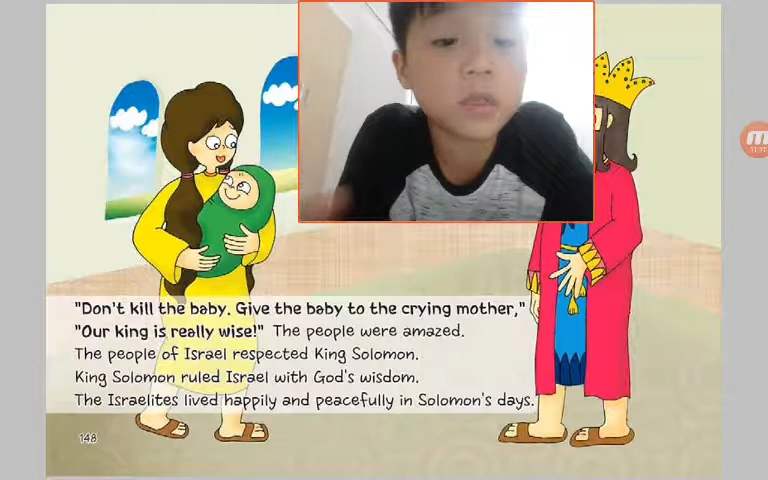 "Don't kill the baby. Give the baby to the crying mother,"
"Our king is really wise!" The people were amazed.
The people of Israel respected King Solomon.
King Solomon ruled Israel with God's wisdom.
The Israelites lived happily and peacefully in Solomon's days.
148